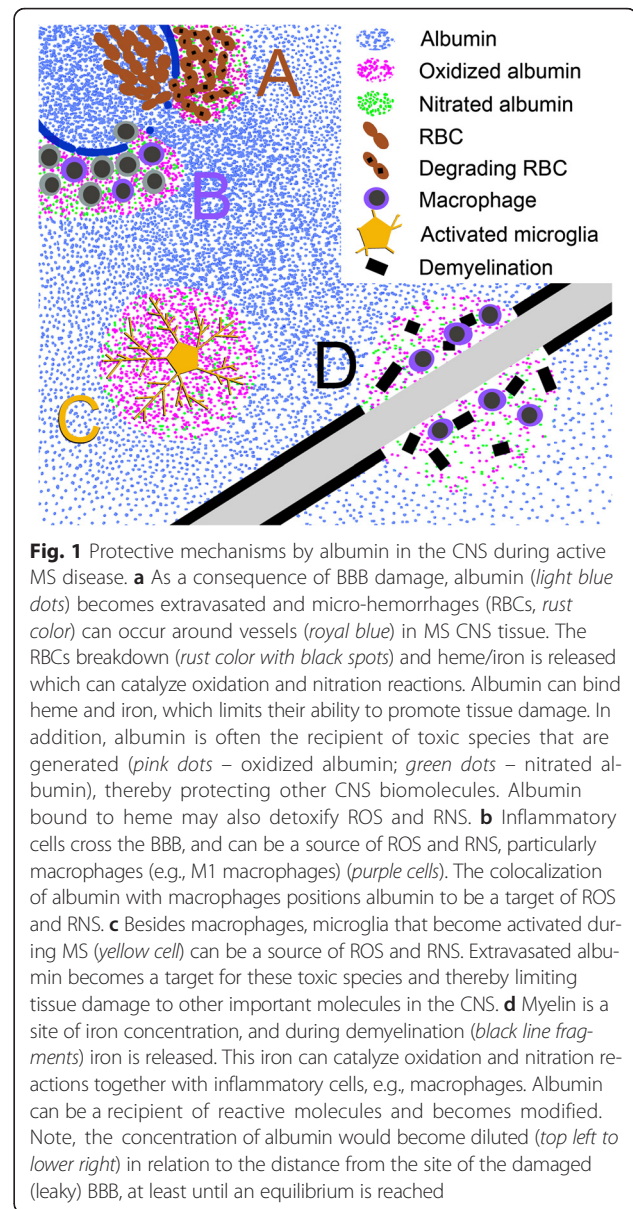 A
B
C
D
Albumin
Oxidized albumin
Nitrated albumin
RBC
Degrading RBC
Macrophage
Activated microglia
Demyelination
Fig. 1 Protective mechanisms by albumin in the CNS during active
MS disease. a As a consequence of BBB damage, albumin (light blue
dots) becomes extravasated and micro-hemorrhages (RBCs, rust
color) can occur around vessels (royal blue) in MS CNS tissue. The
RBCs breakdown (rust color with black spots) and heme/iron is released
which can catalyze oxidation and nitration reactions. Albumin can bind
heme and iron, which limits their ability to promote tissue damage. In
addition, albumin is often the recipient of toxic species that are
generated (pink dots – oxidized albumin; green dots – nitrated al-
bumin), thereby protecting other CNS biomolecules. Albumin
bound to heme may also detoxify ROS and RNS. b Inflammatory
cells cross the BBB, and can be a source of ROS and RNS, particularly
macrophages (e.g., M1 macrophages) (purple cells). The colocalization
of albumin with macrophages positions albumin to be a target of ROS
and RNS. c Besides macrophages, microglia that become activated dur-
ing MS (yellow cell) can be a source of ROS and RNS. Extravasated albu-
min becomes a target for these toxic species and thereby limiting
tissue damage to other important molecules in the CNS. d Myelin is a
site of iron concentration, and during demyelination (black line frag-
ments) iron is released. This iron can catalyze oxidation and nitration re-
actions together with inflammatory cells, e.g., macrophages. Albumin
can be a recipient of reactive molecules and becomes modified.
Note, the concentration of albumin would become diluted (top left to
lower right) in relation to the distance from the site of the damaged
(leaky) BBB, at least until an equilibrium is reached